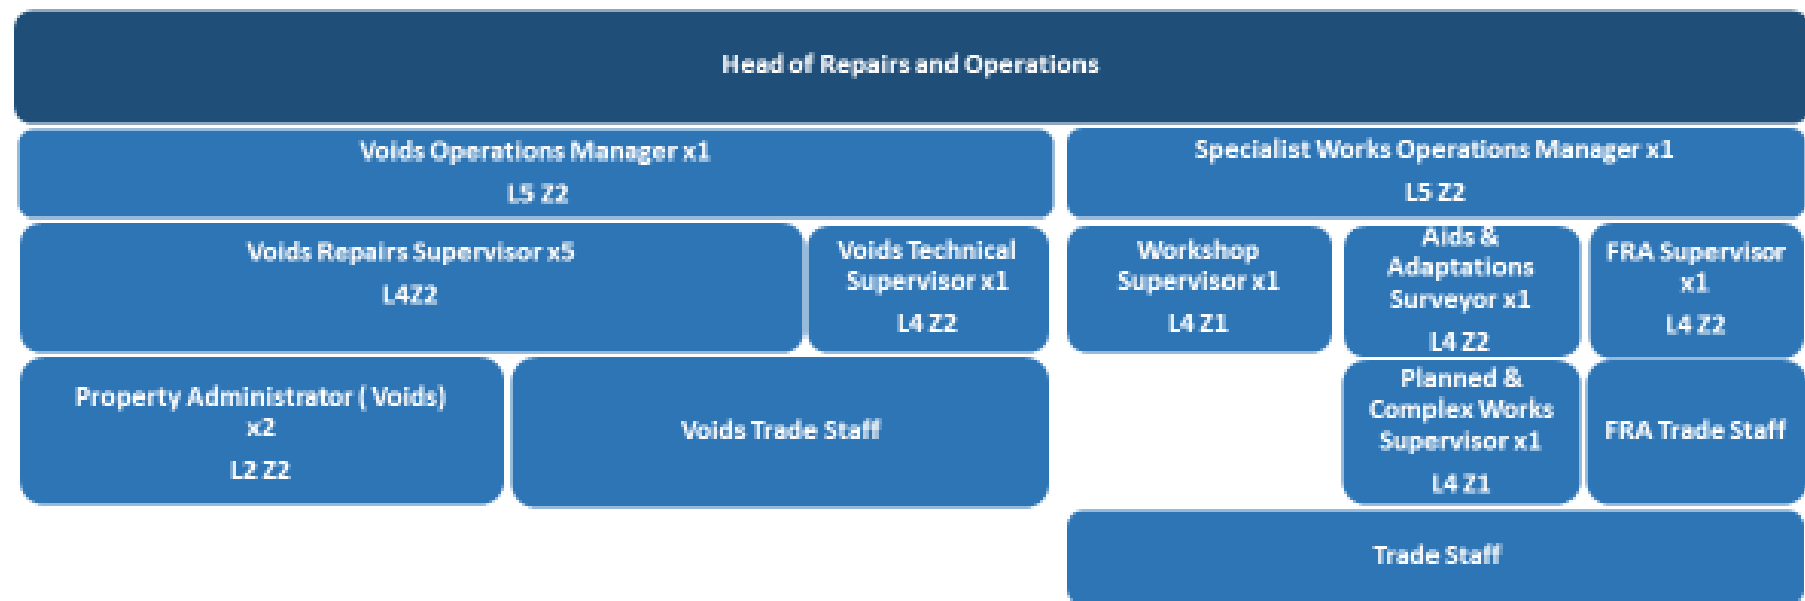 Head of Repairs and Operations
Voids Operations Manager x1
L5 Z2
Specialist Works Operations Manager x1
L5 Z2
Voids Repairs Supervisor x5
L4Z2
Voids Technical
Supervisor x1
L4 Z2
Workshop
Supervisor x1
L4 Z1
Aids &
Adaptations
Surveyor x1
L4 Z2
FRA Supervisor
x1
L4 Z2
Property Administrator ( Voids)
x2
L2 Z2
Voids Trade Staff
Planned &
Complex Works
Supervisor x1
L4 Z1
FRA Trade Staff
Trade Staff